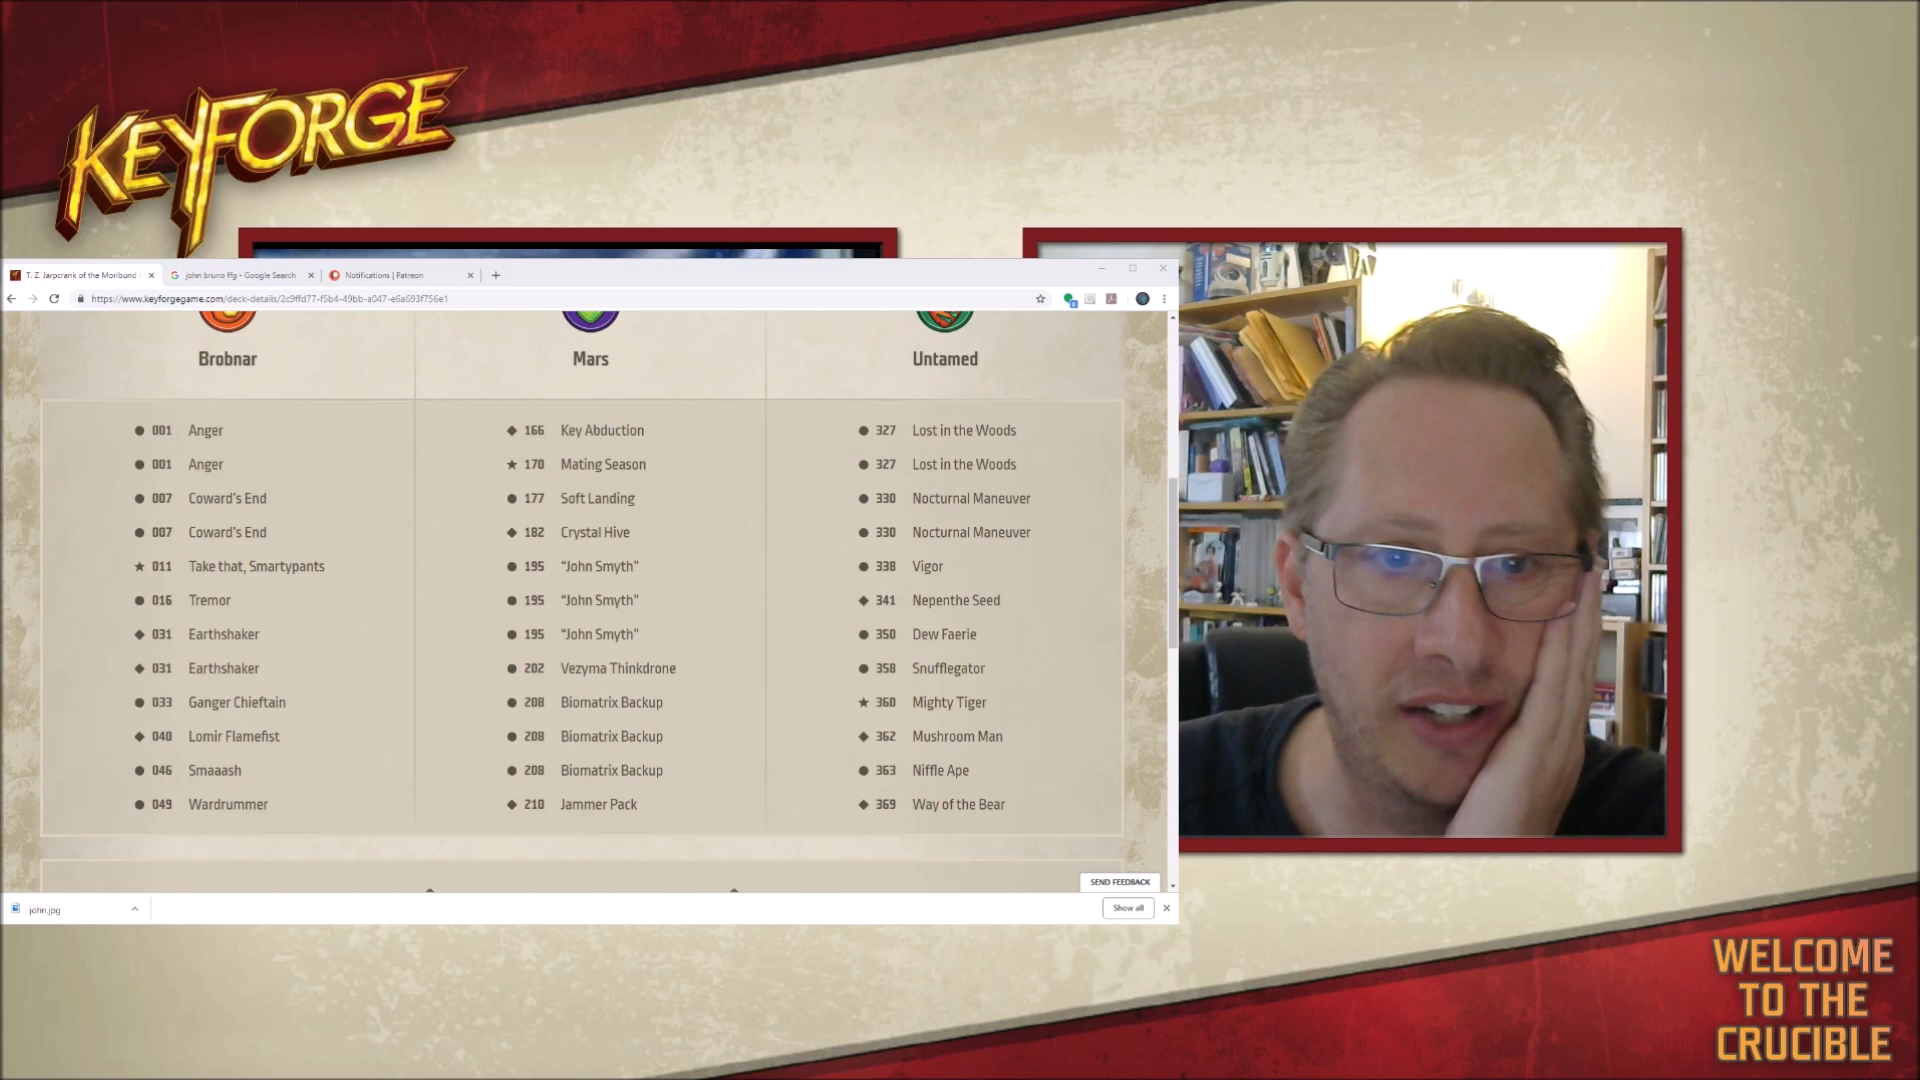 KEYFORGE
T. Z. Jarpcrank of the Moribund
john bruno ffg - Google Search
Notifications | Patreon
https://www.keyforgegame.com/deck-details/2c9ffd77-f5b4-49bb-a047-e6a693f756e1
Brobnar
Mars
Untamed
001 Anger
166 Key Abduction
327 Lost in the Woods
001 Anger
170 Mating Season
327 Lost in the Woods
007 Coward's End
177 Soft Landing
330 Nocturnal Maneuver
007 Coward's End
182 Crystal Hive
330 Nocturnal Maneuver
011 Take that, Smartypants
195 “John Smyth”
338 Vigor
016 Tremor
195 “John Smyth”
341 Nepenthe Seed
031 Earthshaker
195 “John Smyth”
350 Dew Faerie
031 Earthshaker
202 Vezyma Thinkdrone
358 Snufflegator
033 Ganger Chieftain
208 Biomatrix Backup
360 Mighty Tiger
040 Lomir Flamefist
208 Biomatrix Backup
362 Mushroom Man
046 Smaaash
208 Biomatrix Backup
363 Niffle Ape
049 Wardrummer
210 Jammer Pack
369 Way of the Bear
SEND FEEDBACK
john.jpg
Show all
WELCOME
TO THE
CRUCIBLE